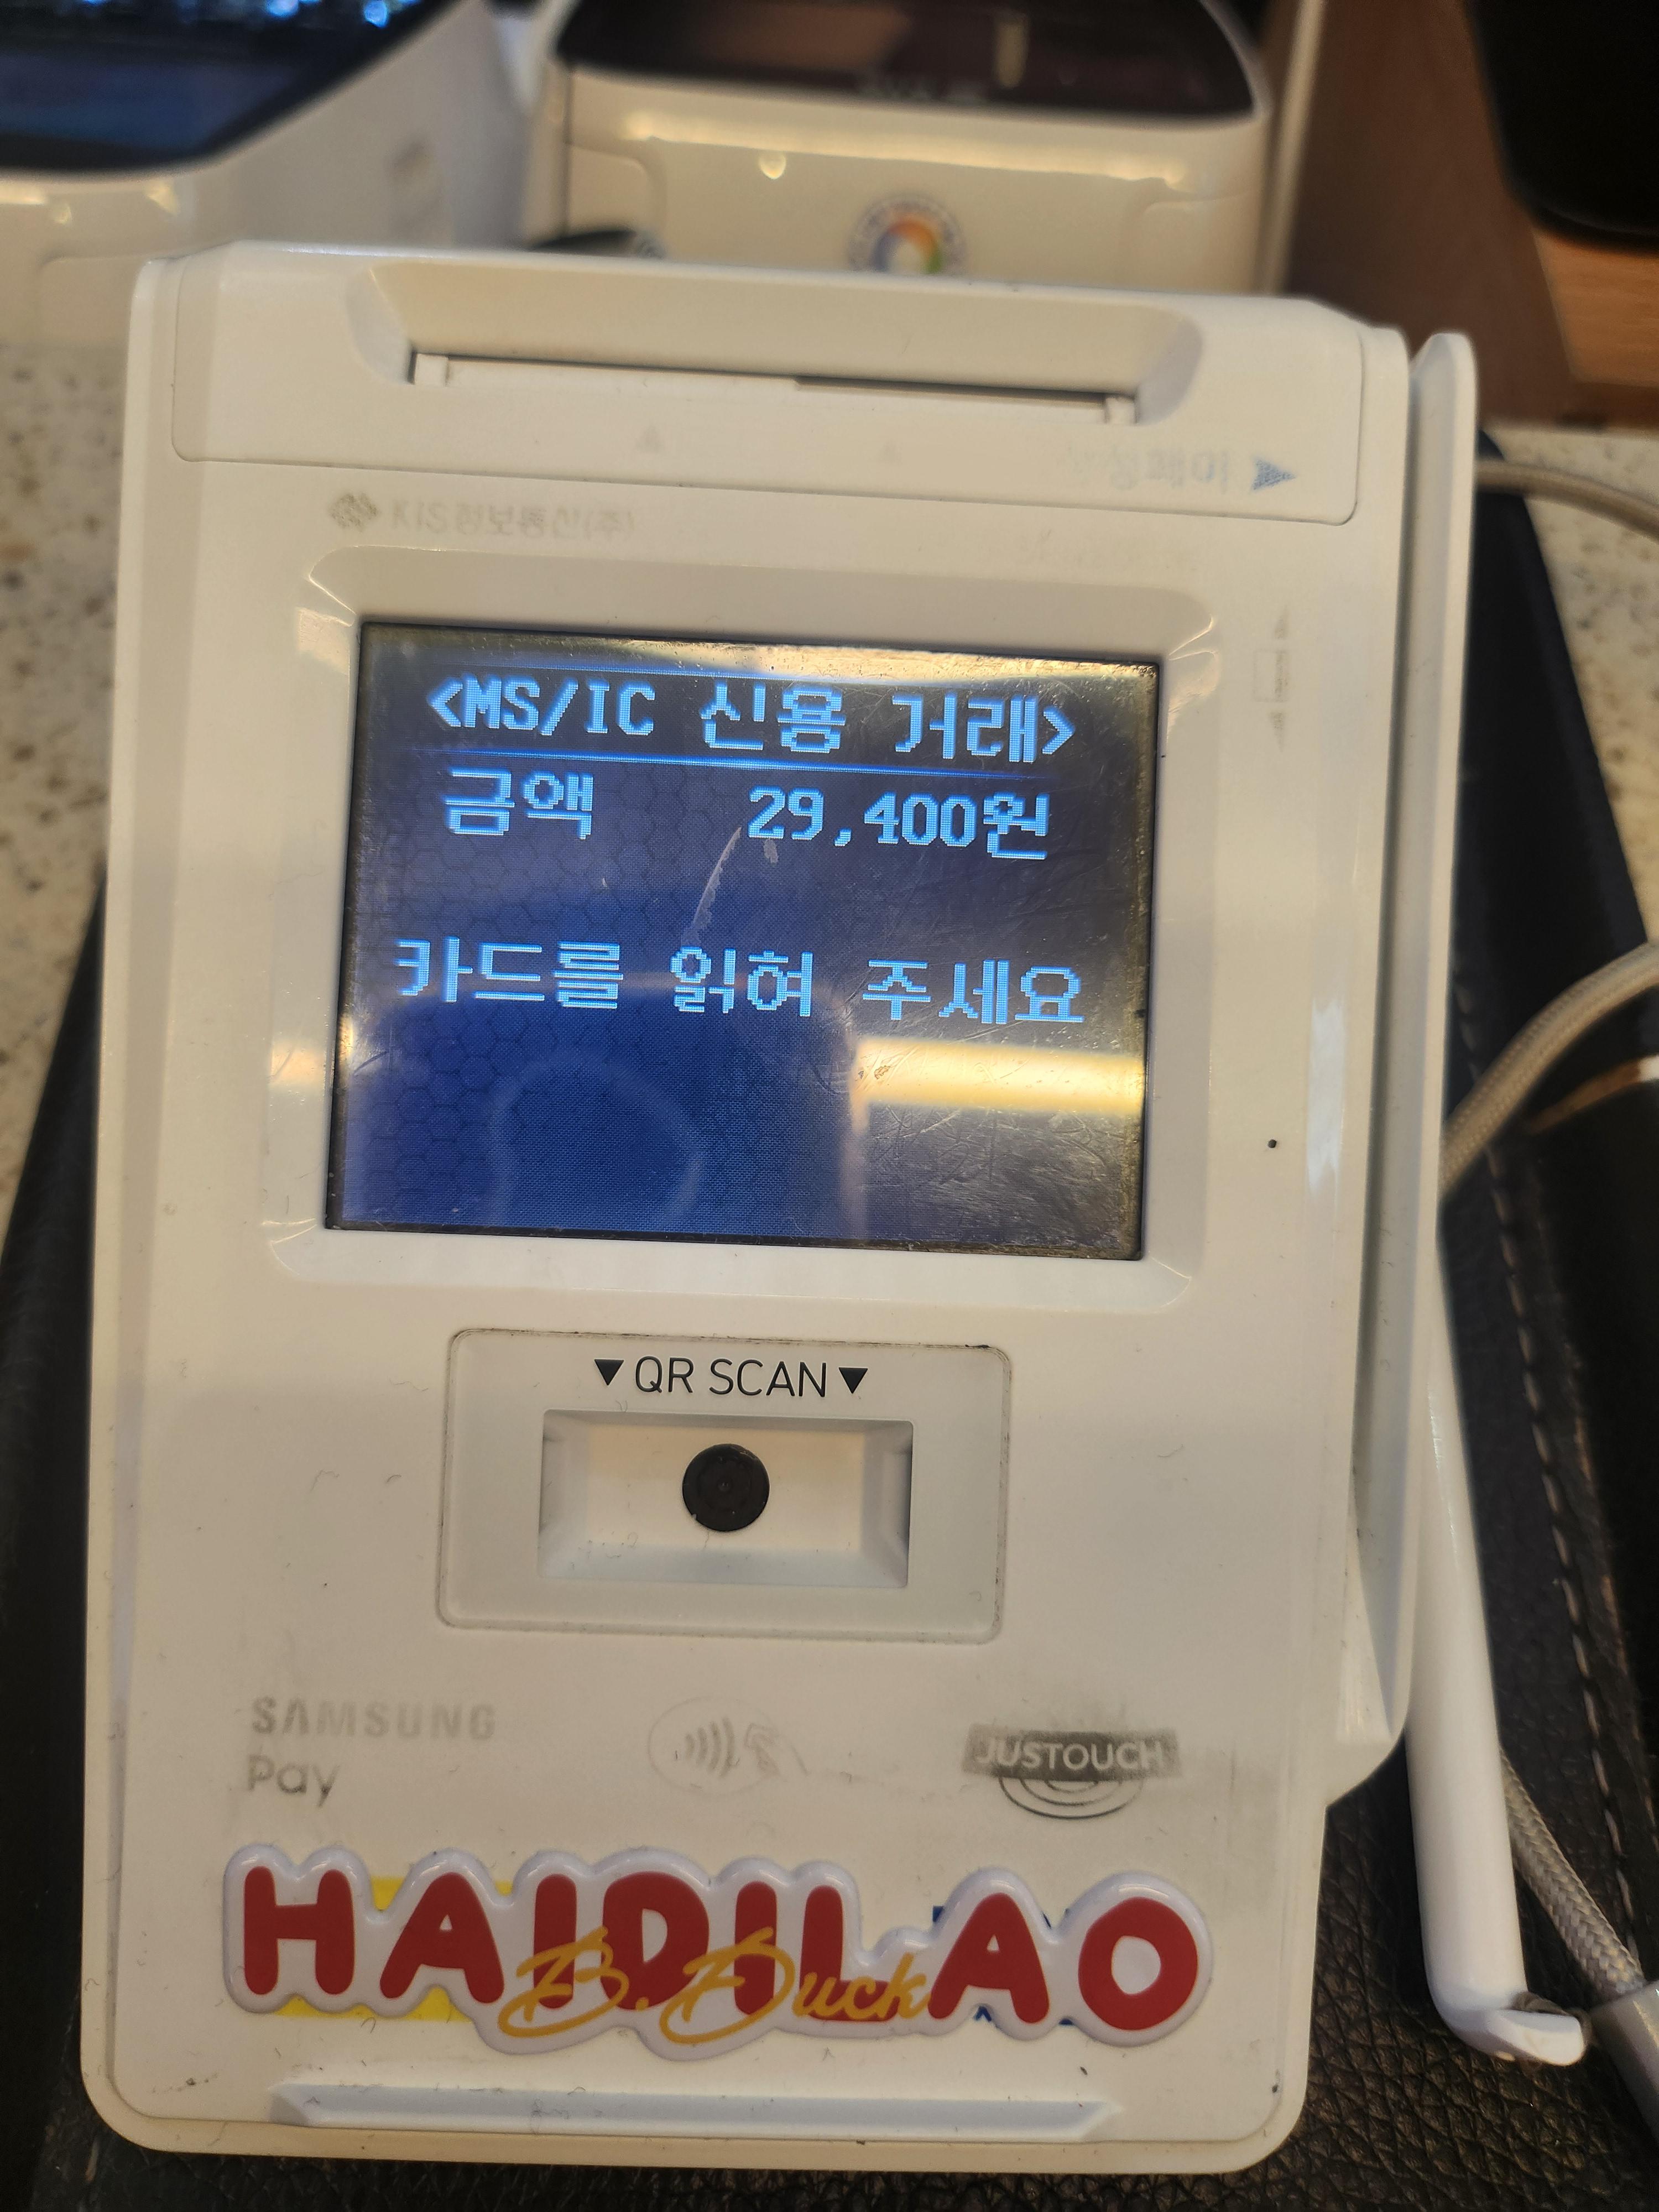 KIS정보통신(주)
<MS/IC 신용 거래>
금액 29,400원
카드를 읽혀 주세요
▼QR SCAN▼
SAMSUNG
Pay
JUSTOUCH
HAIDILAO
B.Duck